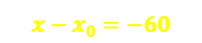 x − x₀ = −60